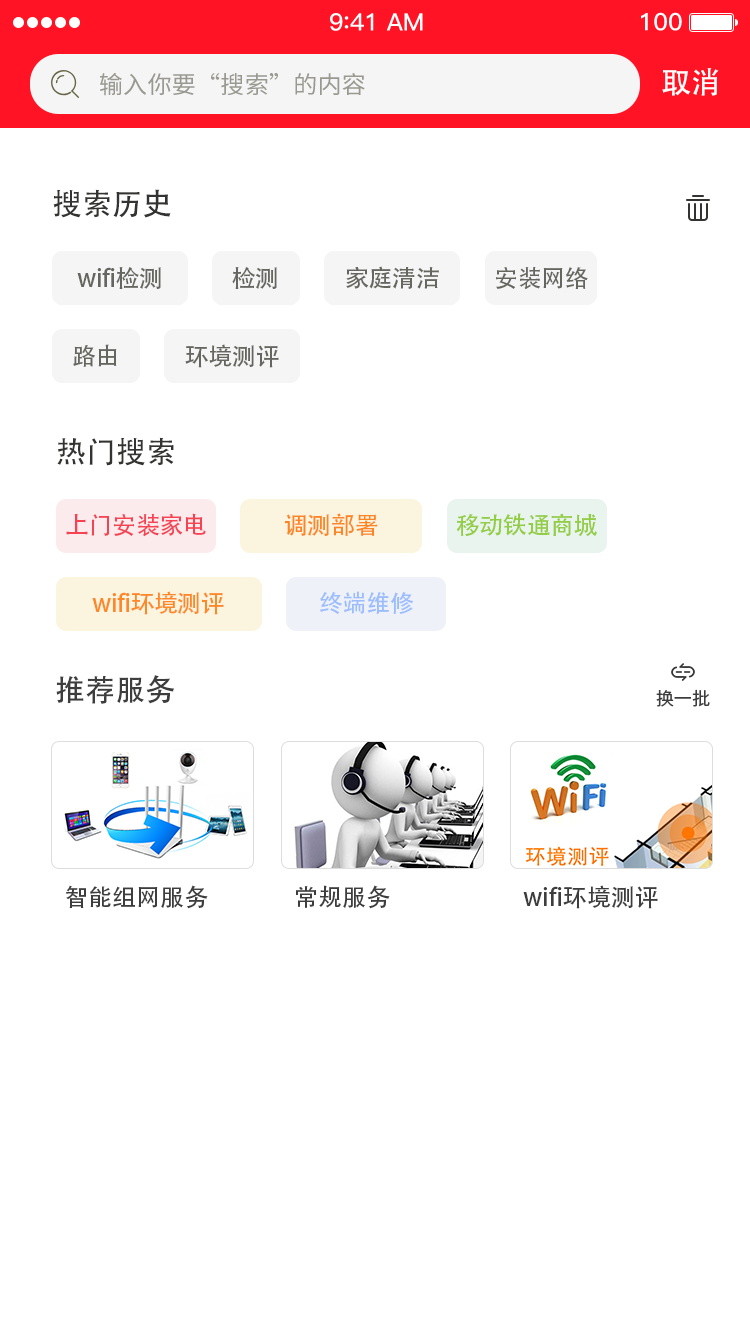 9:41 AM
100
输入你要“搜索”的内容
取消
搜索历史
wifi检测
检测
家庭清洁
安装网络
路由
环境测评
热门搜索
上门安装家电
调测部署
移动铁通商城
wifi环境测评
终端维修
推荐服务
换一批
WiFi
环境测评
智能组网服务
常规服务
wifi环境测评